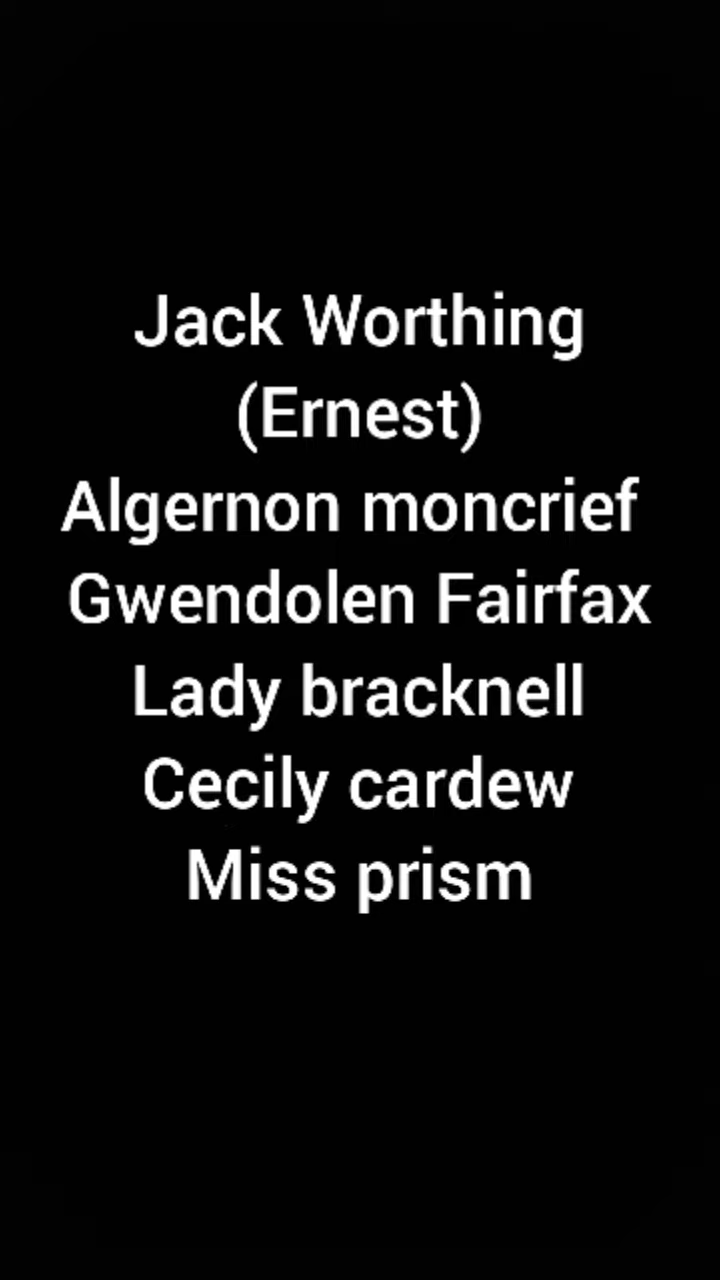 Jack Worthing
(Ernest)
Algernon moncrief
Gwendolen Fairfax
Lady bracknell
Cecily cardew
Miss prism